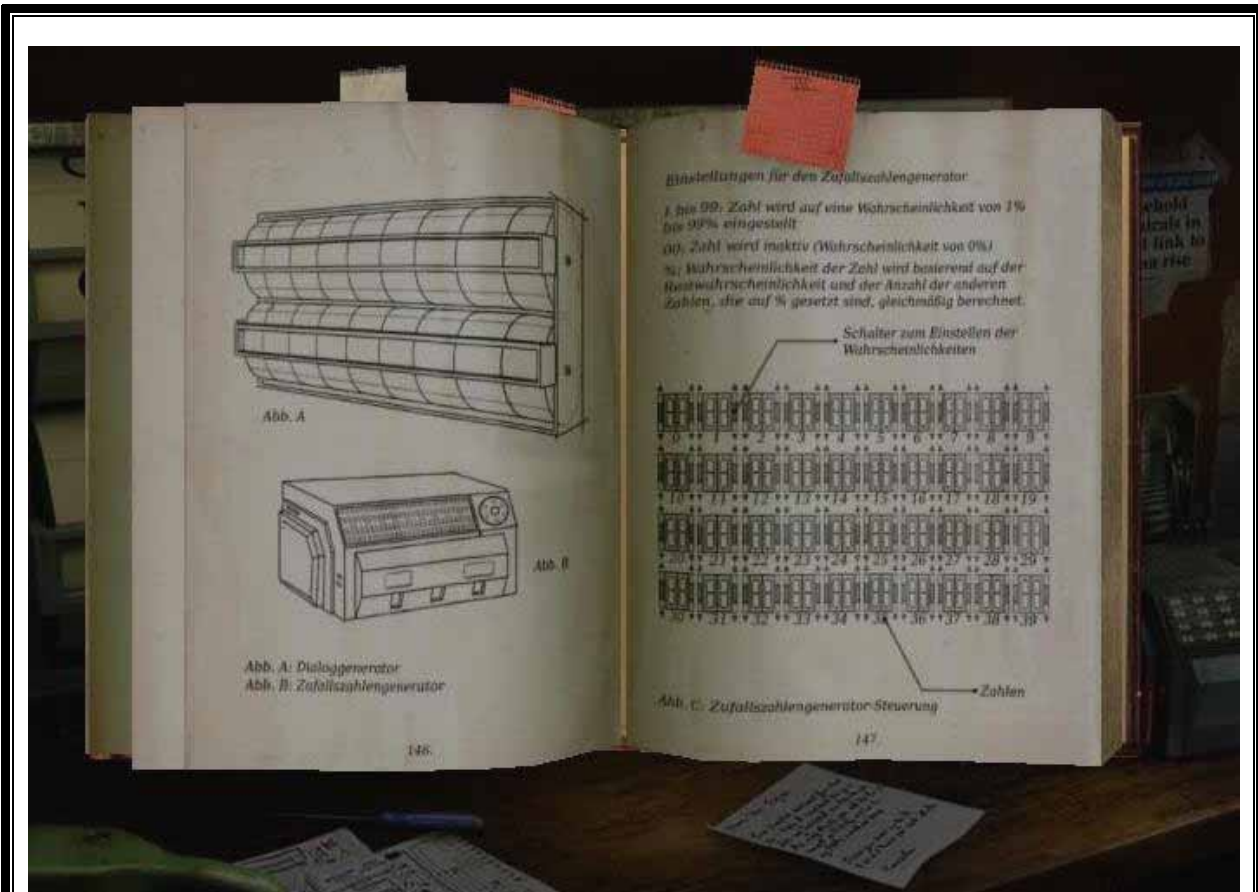 Abb. A
Abb. B
Abb. A: Dialoggenerator
Abb. B: Zufallszahlengenerator
146.
Einstellungen für den Zufallszahlengenerator
1 bis 99: Zahl wird auf eine Wahrscheinlichkeit von 1%
bis 99% eingestellt
00: Zahl wird inaktiv (Wahrscheinlichkeit von 0%)
%: Wahrscheinlichkeit der Zahl wird basierend auf der
Restwahrscheinlichkeit und der Anzahl der anderen
Zahlen, die auf % gesetzt sind, gleichmäßig berechnet.
Schalter zum Einstellen der
Wahrscheinlichkeiten
0 1 2 3 4 5 6 7 8 9
10 11 12 13 14 15 16 17 18 19
20 21 22 23 24 25 26 27 28 29
30 31 32 33 34 35 36 37 38 39
Zahlen
Abb. C: Zufallszahlengenerator-Steuerung
147.
in
link to
rise